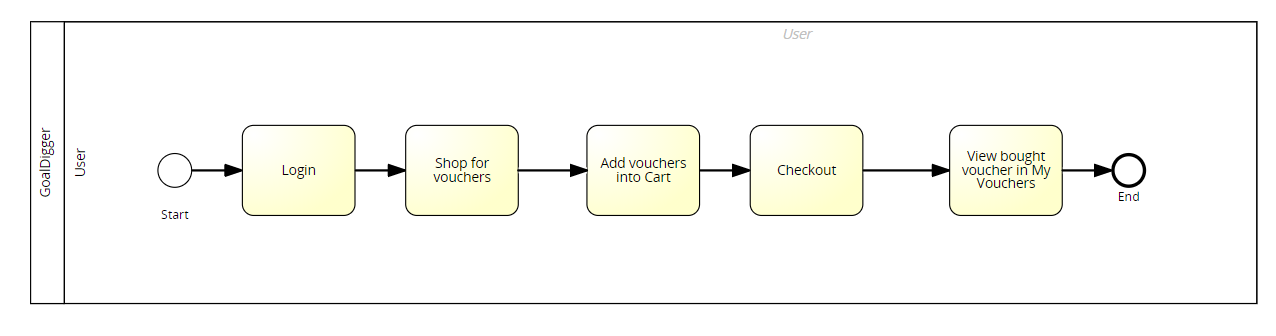 User
GoalDigger
User
Start
Login
Shop for
vouchers
Add vouchers
into Cart
Checkout
View bought
voucher in My
Vouchers
End